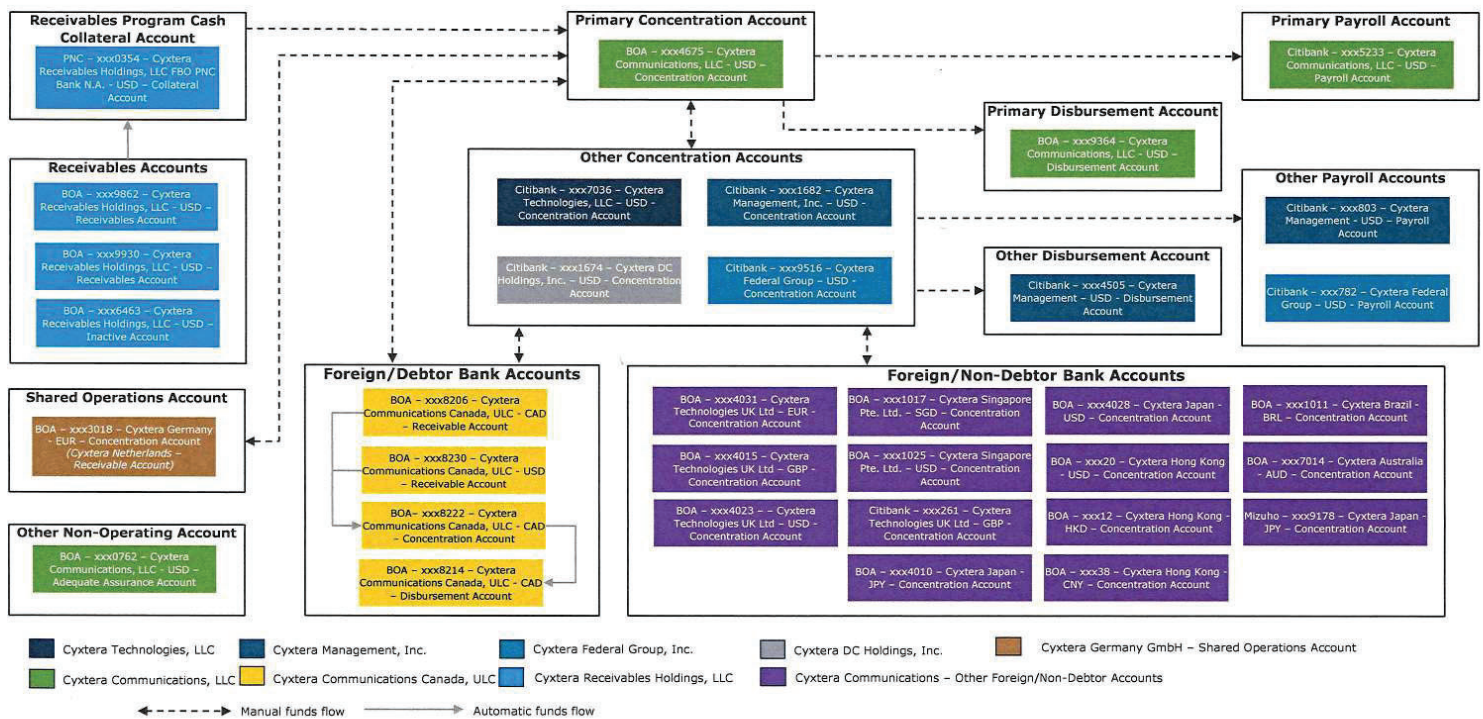 Receivables Program Cash
Collateral Account
PNC – xxx0354 – Cyxtera
Receivables Holdings, LLC FBO PNC
Bank N.A. - USD – Collateral
Account
Primary Concentration Account
BOA – xxx4675 – Cyxtera
Communications, LLC - USD –
Concentration Account
Primary Payroll Account
Citibank – xxx5233 – Cyxtera
Communications, LLC - USD -
Payroll Account
Primary Disbursement Account
BOA – xxx9364 – Cyxtera
Communications, LLC - USD –
Disbursement Account
Receivables Accounts
BOA – xxx9862 – Cyxtera
Receivables Holdings, LLC - USD –
Receivables Account
BOA – xxx9930 – Cyxtera
Receivables Holdings, LLC - USD –
Receivables Account
BOA – xxx6463 – Cyxtera
Receivables Holdings, LLC - USD –
Inactive Account
Other Concentration Accounts
Citibank – xxx7036 – Cyxtera
Technologies, LLC – USD -
Concentration Account
Citibank – xxx1682 – Cyxtera
Management, Inc. – USD -
Concentration Account
Citibank – xxx1674 – Cyxtera DC
Holdings, Inc. – USD - Concentration
Account
Citibank – xxx9516 – Cyxtera
Federal Group – USD -
Concentration Account
Other Payroll Accounts
Citibank – xxx803 – Cyxtera
Management - USD – Payroll
Account
Citibank – xxx782 – Cyxtera Federal
Group – USD - Payroll Account
Other Disbursement Account
Citibank – xxx4505 – Cyxtera
Management – USD - Disbursement
Account
Shared Operations Account
BOA – xxx3018 – Cyxtera Germany
- EUR – Concentration Account
(Cyxtera Netherlands –
Receivable Account)
Other Non-Operating Account
BOA – xxx0762 – Cyxtera
Communications, LLC - USD –
Adequate Assurance Account
Foreign/Debtor Bank Accounts
BOA – xxx8206 – Cyxtera
Communications Canada, ULC - CAD
– Receivable Account
BOA– xxx8230 – Cyxtera
Communications Canada, ULC - USD
– Receivable Account
BOA– xxx8222 – Cyxtera
Communications Canada, ULC - CAD
– Concentration Account
BOA – xxx8214 – Cyxtera
Communications Canada, ULC - CAD
– Disbursement Account
Foreign/Non-Debtor Bank Accounts
BOA – xxx4031 – Cyxtera
Technologies UK Ltd – EUR -
Concentration Account
BOA – xxx1017 – Cyxtera Singapore
Pte. Ltd. – SGD – Concentration
Account
BOA – xxx4028 – Cyxtera Japan -
USD – Concentration Account
BOA – xxx1011 – Cyxtera Brazil -
BRL – Concentration Account
BOA – xxx4015 – Cyxtera
Technologies UK Ltd – GBP -
Concentration Account
BOA – xxx1025 – Cyxtera Singapore
Pte. Ltd. – USD – Concentration
Account
BOA – xxx20 – Cyxtera Hong Kong
- USD – Concentration Account
BOA – xxx7014 – Cyxtera Australia
- AUD – Concentration Account
BOA – xxx4023 – Cyxtera
Technologies UK Ltd – USD -
Concentration Account
Citibank – xxx261 – Cyxtera
Technologies UK Ltd – GBP -
Concentration Account
BOA – xxx12 – Cyxtera Hong Kong -
HKD – Concentration Account
Mizuho – xxx9178 – Cyxtera Japan -
JPY – Concentration Account
BOA – xxx4010 – Cyxtera Japan -
JPY – Concentration Account
BOA – xxx38 – Cyxtera Hong Kong -
CNY – Concentration Account
Cyxtera Technologies, LLC
Cyxtera Management, Inc.
Cyxtera Federal Group, Inc.
Cyxtera DC Holdings, Inc.
Cyxtera Germany GmbH – Shared Operations Account
Cyxtera Communications, LLC
Cyxtera Communications Canada, ULC
Cyxtera Receivables Holdings, LLC
Cyxtera Communications – Other Foreign/Non-Debtor Accounts
Manual funds flow
Automatic funds flow